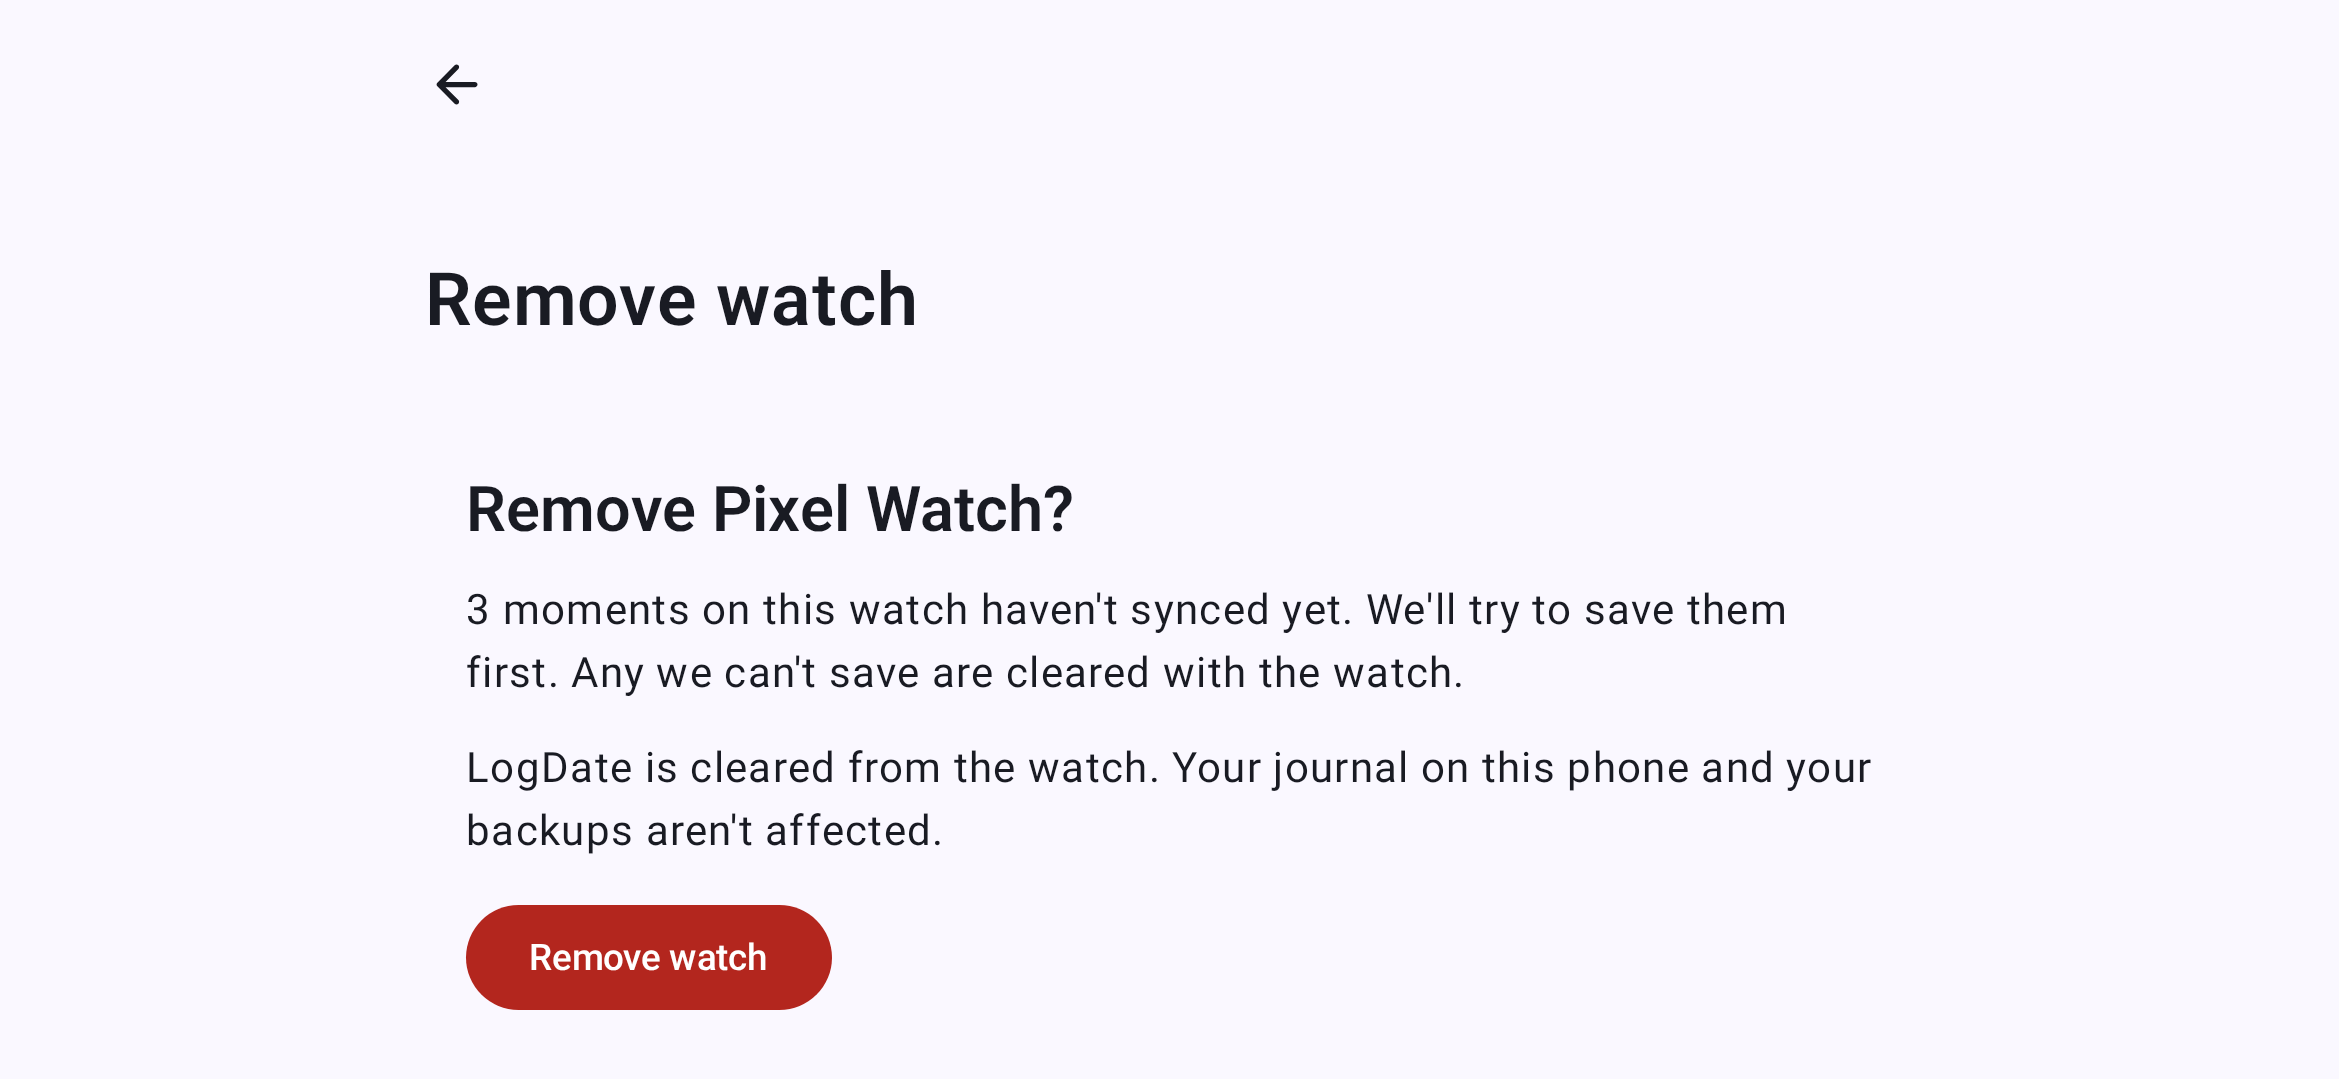 Remove watch
Remove Pixel Watch?
3 moments on this watch haven't synced yet. We'll try to save them
first. Any we can't save are cleared with the watch.
LogDate is cleared from the watch. Your journal on this phone and your
backups aren't affected.
Remove watch